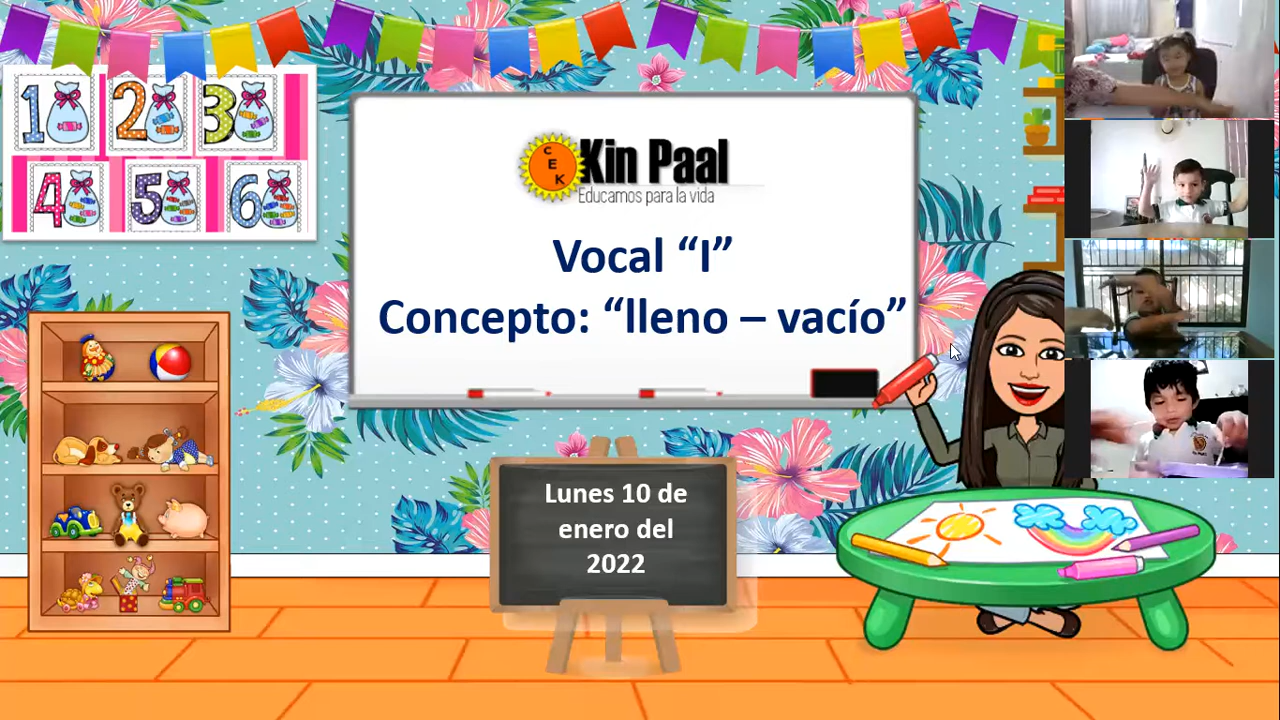 1
2
3
4
5
6
CEK
Kin Paal
Educamos para la vida
Vocal “I”
Concepto: “lleno – vacío”
Lunes 10 de
enero del
2022